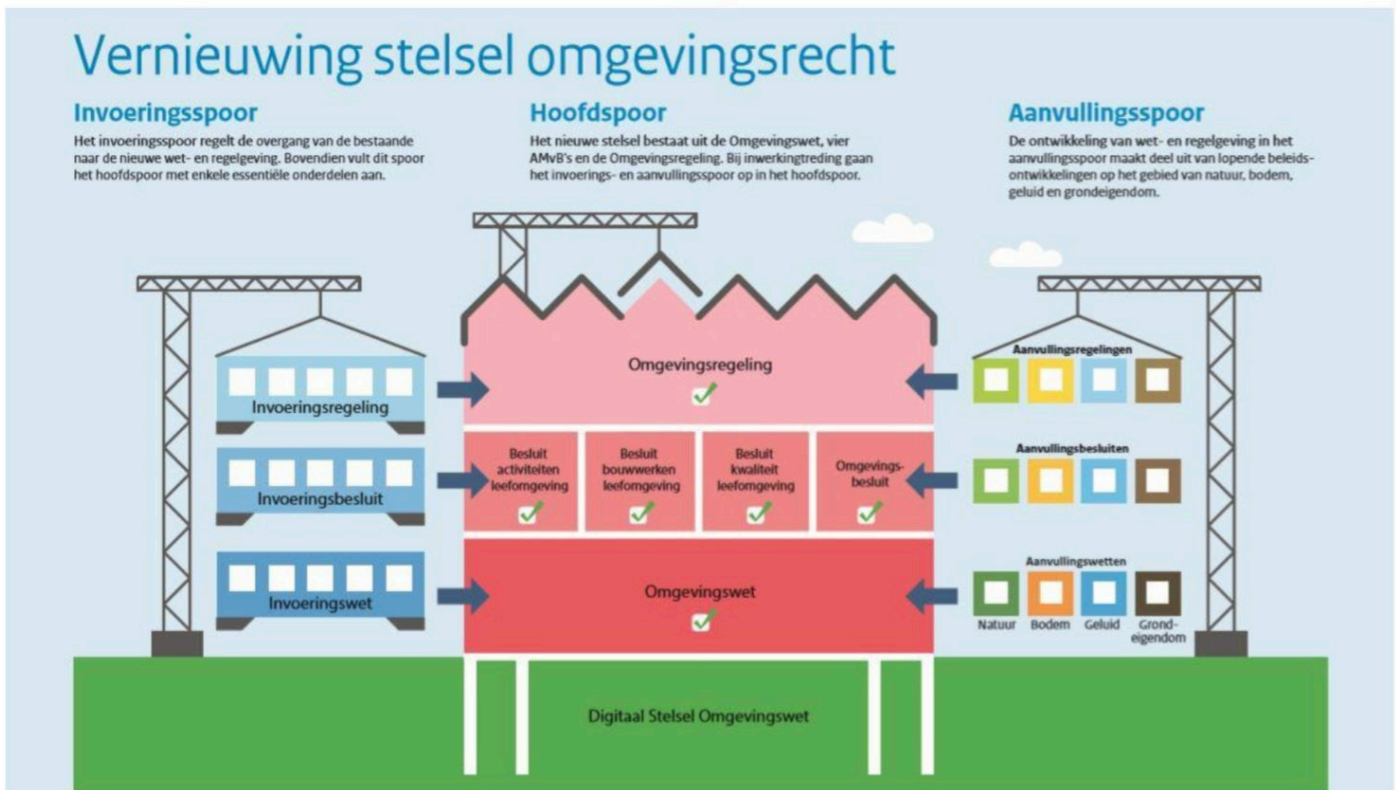 Vernieuwing stelsel omgevingsrecht
Invoeringsspoor
Het invoeringsspoor regelt de overgang van de bestaande
naar de nieuwe wet- en regelgeving. Bovendien vult dit spoor
het hoofdspoor met enkele essentiële onderdelen aan.
Hoofdspoor
Het nieuwe stelsel bestaat uit de Omgevingswet, vier
AMvB's en de Omgevingsregeling. Bij inwerkingtreding gaan
het invoerings- en aanvullingsspoor op in het hoofdspoor.
Aanvullingsspoor
De ontwikkeling van wet- en regelgeving in het
aanvullingsspoor maakt deel uit van lopende beleids-
ontwikkelingen op het gebied van natuur, bodem,
geluid en grondeigendom.
Invoeringsregeling
Omgevingsregeling
Aanvullingsregelingen
Invoeringsbesluit
Besluit
activiteiten
leefomgeving
Besluit
bouwwerken
leefomgeving
Besluit
kwaliteit
leefomgeving
Omgevings-
besluit
Aanvullingsbesluiten
Invoeringswet
Omgevingswet
Aanvullingswetten
Natuur
Bodem
Geluid
Grond-
eigendom
Digitaal Stelsel Omgevingswet